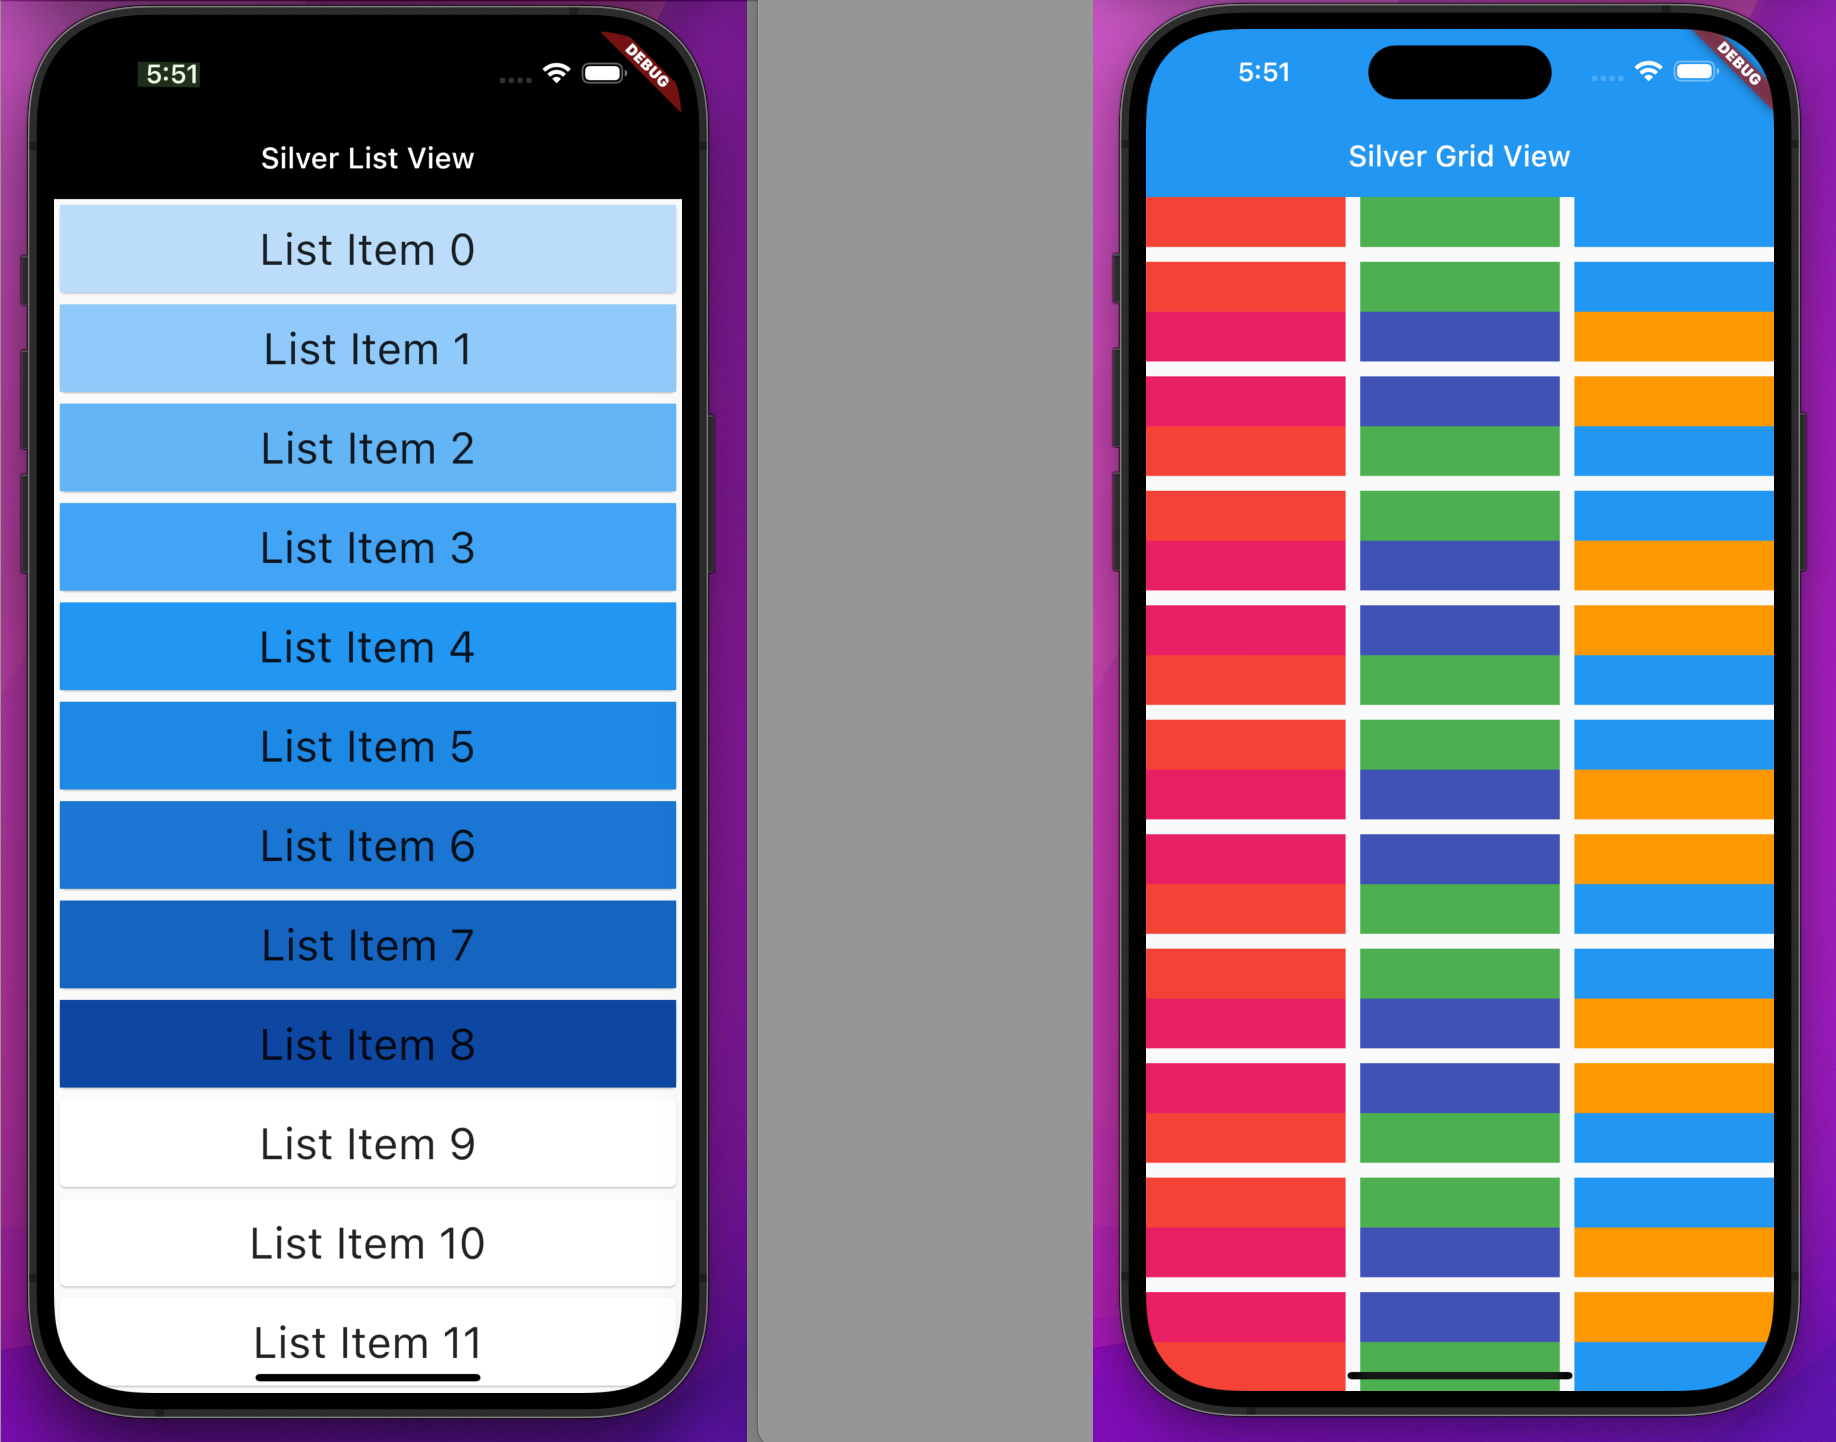 5:51
DEBUG
Silver List View
List Item 0
List Item 1
List Item 2
List Item 3
List Item 4
List Item 5
List Item 6
List Item 7
List Item 8
List Item 9
List Item 10
List Item 11
5:51
DEBUG
Silver Grid View